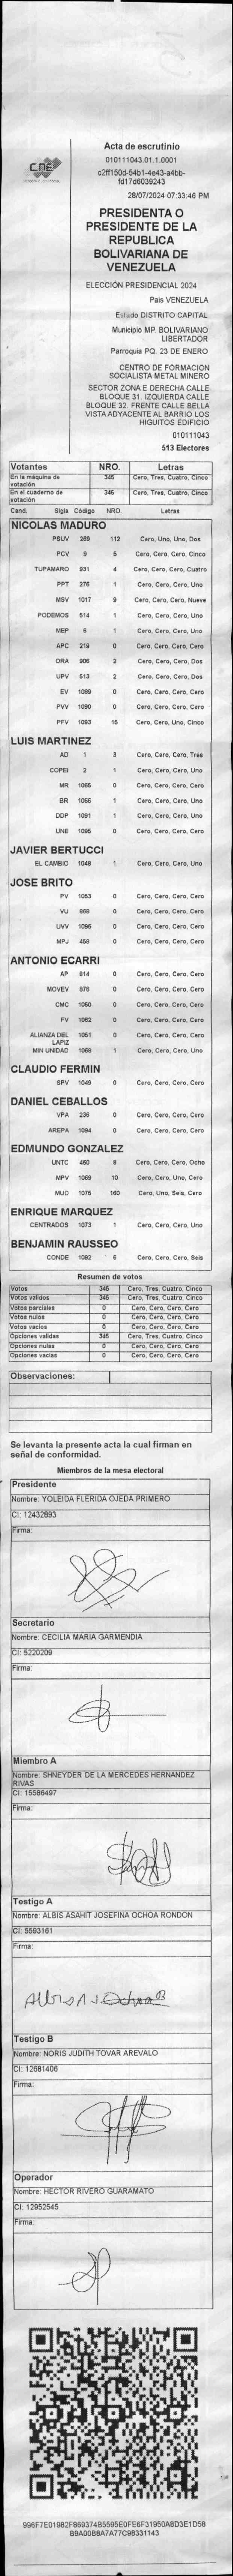 CNE
Acta de escrutinio
010111043.01.1.0001
c2ff150d-54b1-4e43-a4bb-
fd17d6039243
28/07/2024 07:33:46 PM
PRESIDENTA O
PRESIDENTE DE LA
REPUBLICA
BOLIVARIANA DE
VENEZUELA
ELECCIÓN PRESIDENCIAL 2024
Pais VENEZUELA
Estado DISTRITO CAPITAL
Municipio MP. BOLIVARIANO
LIBERTADOR
Parroquia PQ. 23 DE ENERO
CENTRO DE FORMACION
SOCIALISTA METAL MINERO
SECTOR ZONA E DERECHA CALLE
BLOQUE 31. IZQUIERDA CALLE
BLOQUE 32. FRENTE CALLE BELLA
VISTA ADYACENTE AL BARRIO LOS
HIGUITOS EDIFICIO
010111043
513 Electores
Votantes NRO. Letras
En la máquina de votación 345 Cero, Tres, Cuatro, Cinco
En el cuaderno de votación 345 Cero, Tres, Cuatro, Cinco
Cand. Sigla Código NRO. Letras
NICOLAS MADURO
PSUV 269 112 Cero, Uno, Uno, Dos
PCV 9 5 Cero, Cero, Cero, Cinco
TUPAMARO 931 4 Cero, Cero, Cero, Cuatro
PPT 276 1 Cero, Cero, Cero, Uno
MSV 1017 9 Cero, Cero, Cero, Nueve
PODEMOS 514 1 Cero, Cero, Cero, Uno
MEP 6 1 Cero, Cero, Cero, Uno
APC 219 0 Cero, Cero, Cero, Cero
ORA 906 2 Cero, Cero, Cero, Dos
UPV 513 2 Cero, Cero, Cero, Dos
EV 1089 0 Cero, Cero, Cero, Cero
PVV 1090 0 Cero, Cero, Cero, Cero
PFV 1093 15 Cero, Cero, Uno, Cinco
LUIS MARTINEZ
AD 1 3 Cero, Cero, Cero, Tres
COPEI 2 1 Cero, Cero, Cero, Uno
MR 1065 0 Cero, Cero, Cero, Cero
BR 1066 1 Cero, Cero, Cero, Uno
DDP 1091 1 Cero, Cero, Cero, Uno
UNE 1095 0 Cero, Cero, Cero, Cero
JAVIER BERTUCCI
EL CAMBIO 1048 1 Cero, Cero, Cero, Uno
JOSE BRITO
PV 1053 0 Cero, Cero, Cero, Cero
VU 868 0 Cero, Cero, Cero, Cero
UVV 1096 0 Cero, Cero, Cero, Cero
MPJ 458 0 Cero, Cero, Cero, Cero
ANTONIO ECARRI
AP 814 0 Cero, Cero, Cero, Cero
MOVEV 878 0 Cero, Cero, Cero, Cero
CMC 1050 0 Cero, Cero, Cero, Cero
FV 1062 0 Cero, Cero, Cero, Cero
ALIANZA DEL LAPIZ 1051 0 Cero, Cero, Cero, Cero
MIN UNIDAD 1068 1 Cero, Cero, Cero, Uno
CLAUDIO FERMIN
SPV 1049 0 Cero, Cero, Cero, Cero
DANIEL CEBALLOS
VPA 236 0 Cero, Cero, Cero, Cero
AREPA 1094 0 Cero, Cero, Cero, Cero
EDMUNDO GONZALEZ
UNTC 460 8 Cero, Cero, Cero, Ocho
MPV 1069 10 Cero, Cero, Uno, Cero
MUD 1075 160 Cero, Uno, Seis, Cero
ENRIQUE MARQUEZ
CENTRADOS 1073 1 Cero, Cero, Cero, Uno
BENJAMIN RAUSSEO
CONDE 1092 6 Cero, Cero, Cero, Seis
Resumen de votos
Votos 345 Cero, Tres, Cuatro, Cinco
Votos validos 345 Cero, Tres, Cuatro, Cinco
Votos parciales 0 Cero, Cero, Cero, Cero
Votos nulos 0 Cero, Cero, Cero, Cero
Votos vacios 0 Cero, Cero, Cero, Cero
Opciones validas 345 Cero, Tres, Cuatro, Cinco
Opciones nulas 0 Cero, Cero, Cero, Cero
Opciones vacias 0 Cero, Cero, Cero, Cero
Observaciones:
Se levanta la presente acta la cual firman en
señal de conformidad.
Miembros de la mesa electoral
Presidente
Nombre: YOLEIDA FLERIDA OJEDA PRIMERO
CI: 12432893
Firma:
Secretario
Nombre: CECILIA MARIA GARMENDIA
CI: 5220209
Firma:
Miembro A
Nombre: SHNEYDER DE LA MERCEDES HERNANDEZ
RIVAS
CI: 15586497
Firma:
Testigo A
Nombre: ALBIS ASAHIT JOSEFINA OCHOA RONDON
CI: 5593161
Firma:
Testigo B
Nombre: NORIS JUDITH TOVAR AREVALO
CI: 12681406
Firma:
Operador
Nombre: HECTOR RIVERO GUARAMATO
CI: 12952545
Firma:
996F7E01982F869374B5595E0FE6F31950A8D3E1D58
B9A00B8A7A77C98331143